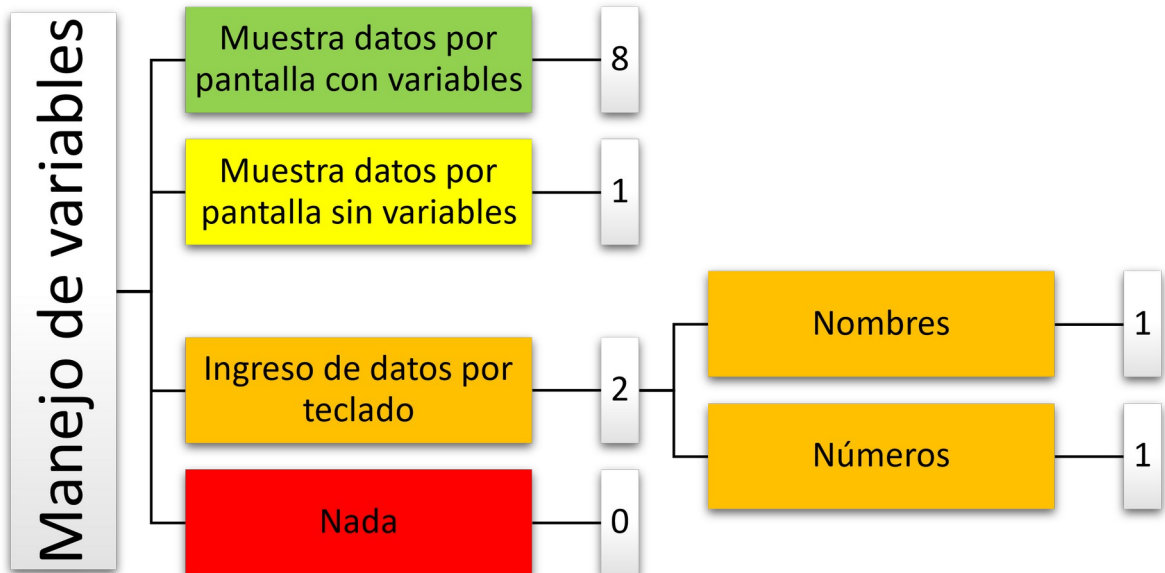 Manejo de variables
Muestra datos por
pantalla con variables
8
Muestra datos por
pantalla sin variables
1
Ingreso de datos por
teclado
2
Nombres
1
Números
1
Nada
0